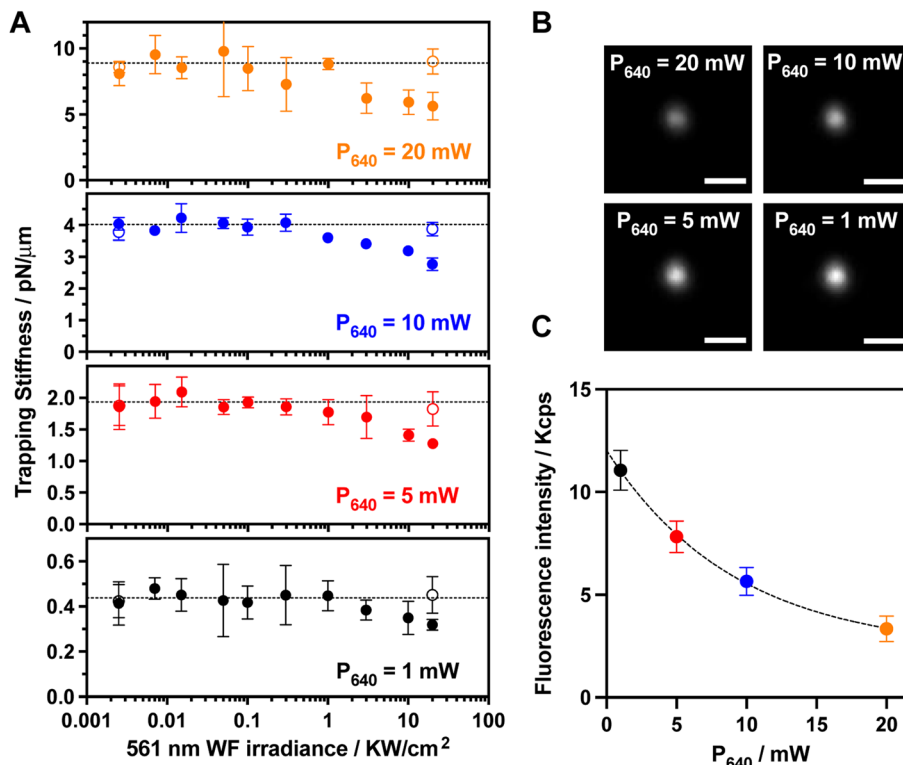 A
Trapping Stiffness / pN/μm
10
5
0
P640 = 20 mW
5
4
3
2
1
0
P640 = 10 mW
2.5
2.0
1.5
1.0
0.5
0.0
P640 = 5 mW
0.6
0.4
0.2
0.0
P640 = 1 mW
0.001 0.01 0.1 1 10 100
561 nm WF irradiance / KW/cm2
B
P640 = 20 mW
P640 = 10 mW
P640 = 5 mW
P640 = 1 mW
C
Fluorescence intensity / Kcps
15
10
5
0
0 5 10 15 20
P640 / mW